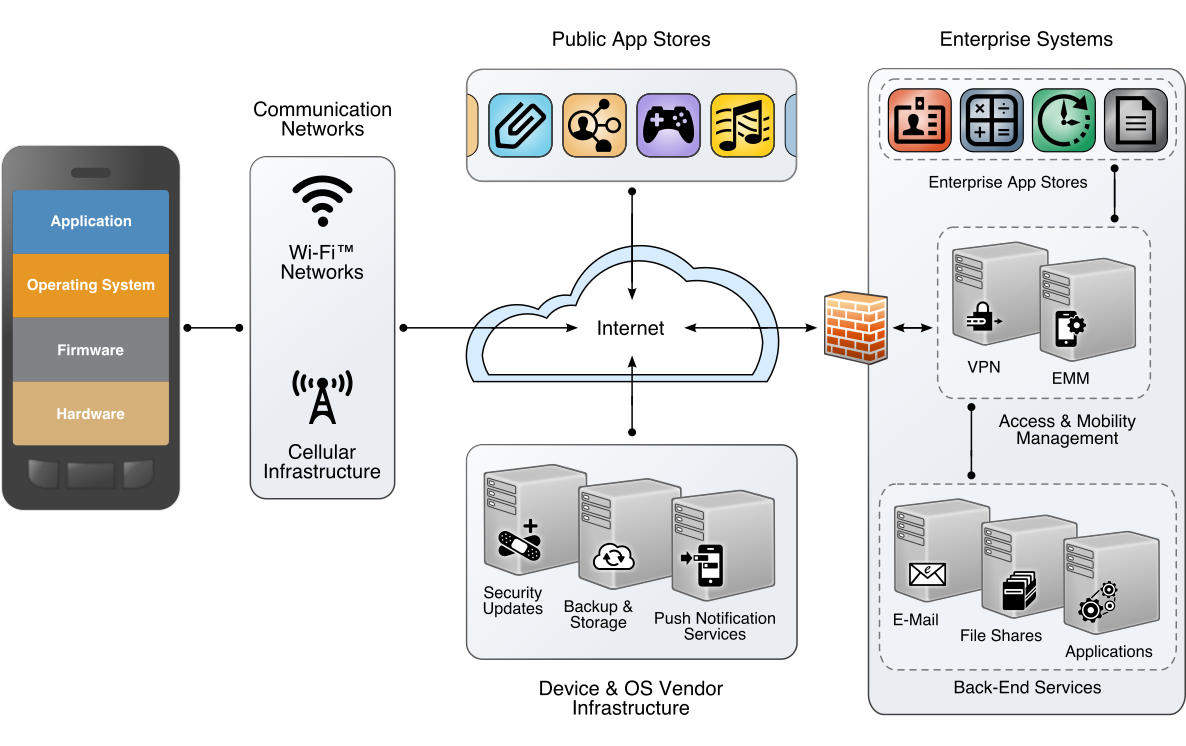 Public App Stores
Enterprise Systems
Communication
Networks
Application
Operating System
Firmware
Hardware
Wi-Fi™
Networks
Cellular
Infrastructure
Internet
Enterprise App Stores
VPN
EMM
Access & Mobility
Management
Security
Updates
Backup &
Storage
Push Notification
Services
Device & OS Vendor
Infrastructure
e
E-Mail
File Shares
Applications
Back-End Services